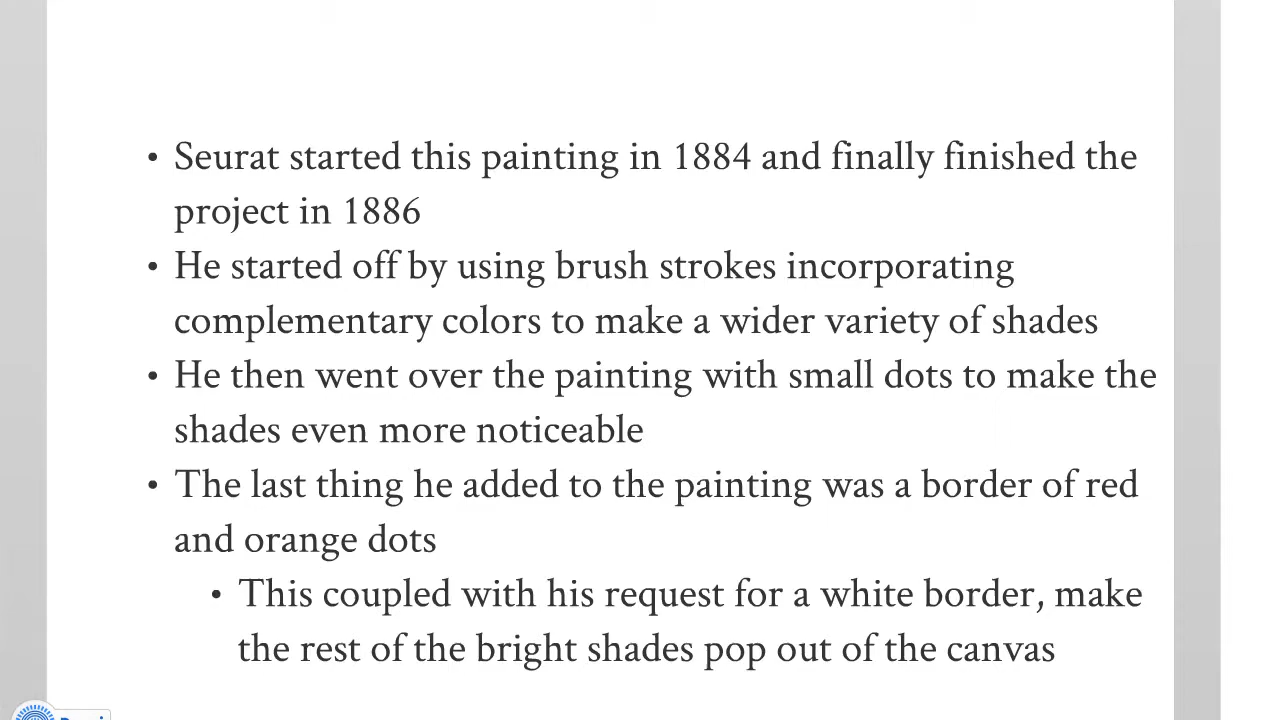 • Seurat started this painting in 1884 and finally finished the
project in 1886
• He started off by using brush strokes incorporating
complementary colors to make a wider variety of shades
• He then went over the painting with small dots to make the
shades even more noticeable
• The last thing he added to the painting was a border of red
and orange dots
• This coupled with his request for a white border, make
the rest of the bright shades pop out of the canvas